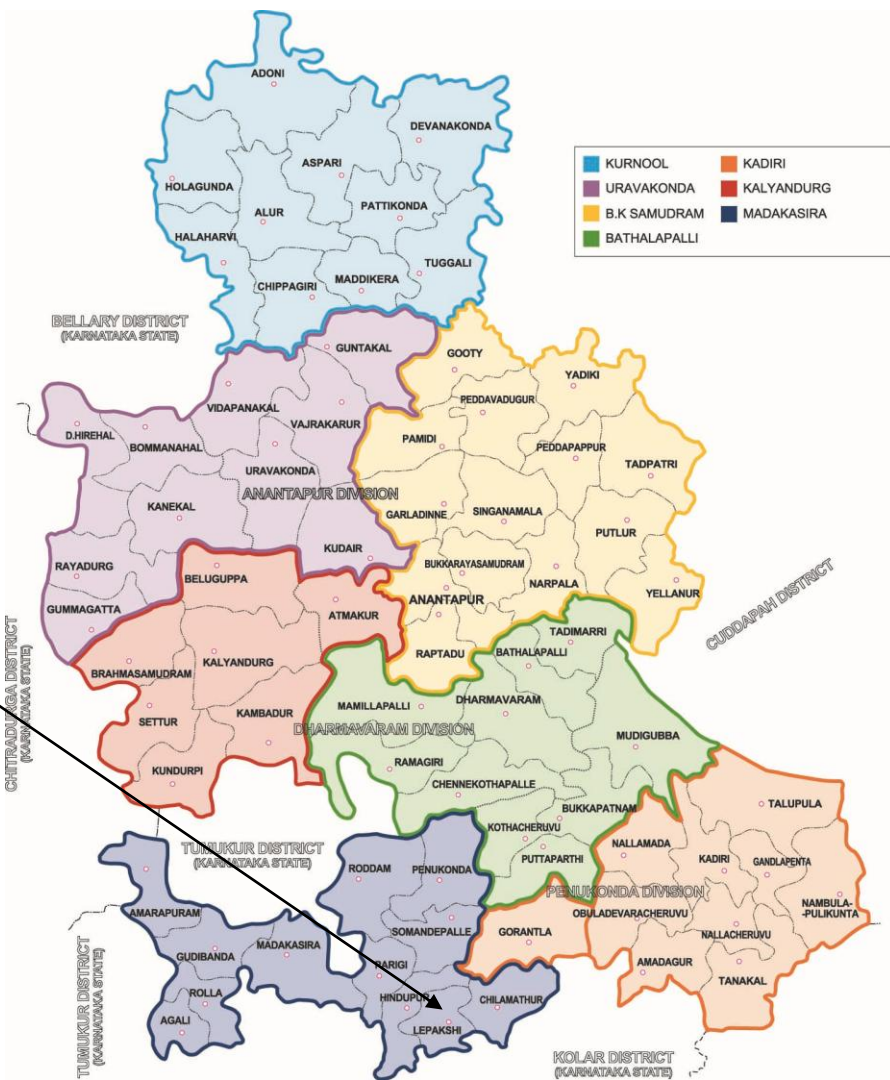 ADONI
DEVANAKONDA
ASPARI
HOLAGUNDA
PATTIKONDA
ALUR
HALAHARVI
TUGGALI
CHIPPAGIRI
MADDIKERA
KURNOOL
URAVAKONDA
B.K SAMUDRAM
BATHALAPALLI
KADIRI
KALYANDURG
MADAKASIRA
BELLARY DISTRICT
(KARNATAKA STATE)
GUNTAKAL
GOOTY
YADIKI
VIDAPANAKAL
PEDDAVADUGUR
VAJRAKARUR
D.HIREHAL
BOMMANAHAL
PAMIDI
PEDDAPAPPUR
URAVAKONDA
TADPATRI
ANANTAPUR DIVISION
KANEKAL
GARLADINNE
SINGANAMALA
PUTLUR
KUDAIR
BELUGUPPA
BUKKARAYASAMUDRAM
RAYADURG
NARPALA
YELLANUR
ANANTAPUR
ATMAKUR
GUMMAGATTA
CUDDAPAH DISTRICT
TADIMARRI
RAPTADU
BATHALAPALLI
KALYANDURG
BRAHMASAMUDRAM
CHITRADURGA DISTRICT
(KARNATAKA STATE)
MAMILLAPALLI
DHARMAVARAM
SETTUR
KAMBADUR
DHARMAVARAM DIVISION
MUDIGUBBA
RAMAGIRI
KUNDURPI
CHENNEKOTHAPALLE
BUKKAPATNAM
TALUPULA
KOTHACHERUVU
TUMUKUR DISTRICT
(KARNATAKA STATE)
NALLAMADA
PUTTAPARTHI
KADIRI
GANDLAPENTA
RODDAM
PENUKONDA
PENUKONDA DIVISION
NAMBULA-
-PULIKUNTA
AMARAPURAM
OBULADEVARACHERUVU
SOMANDEPALLE
GORANTLA
NALLACHERUVU
MADAKASIRA
GUDIBANDA
PARIGI
AMADAGUR
TANAKAL
ROLLA
HINDUPUR
CHILAMATHUR
AGALI
LEPAKSHI
TUMUKUR DISTRICT
(KARNATAKA STATE)
KOLAR DISTRICT
(KARNATAKA STATE)